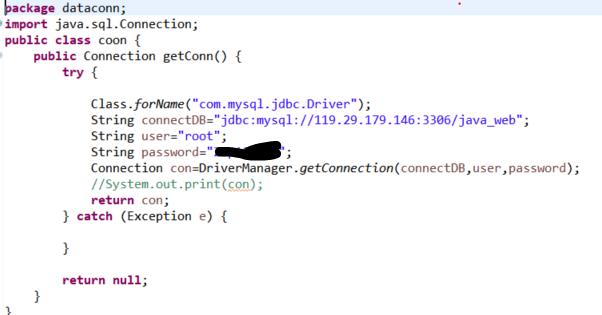 package dataconn;
import java.sql.Connection;
public class coon {
public Connection getConn() {
try {
Class.forName("com.mysql.jdbc.Driver");
String connectDB="jdbc:mysql://119.29.179.146:3306/java_web";
String user="root";
String password=" ";
Connection con=DriverManager.getConnection(connectDB,user,password);
//System.out.print(con);
return con;
} catch (Exception e) {
}
return null;
}
}